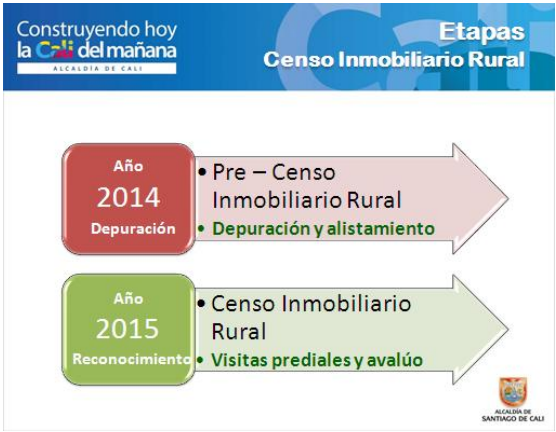 Construyendo hoy
la Cali del mañana
ALCALDÍA DE CALI
Etapas
Censo Inmobiliario Rural
Año
2014
Depuración
• Pre – Censo
Inmobiliario Rural
• Depuración y alistamiento
Año
2015
Reconocimiento
• Censo Inmobiliario
Rural
• Visitas prediales y avalúo
ALCALDÍA DE
SANTIAGO DE CALI